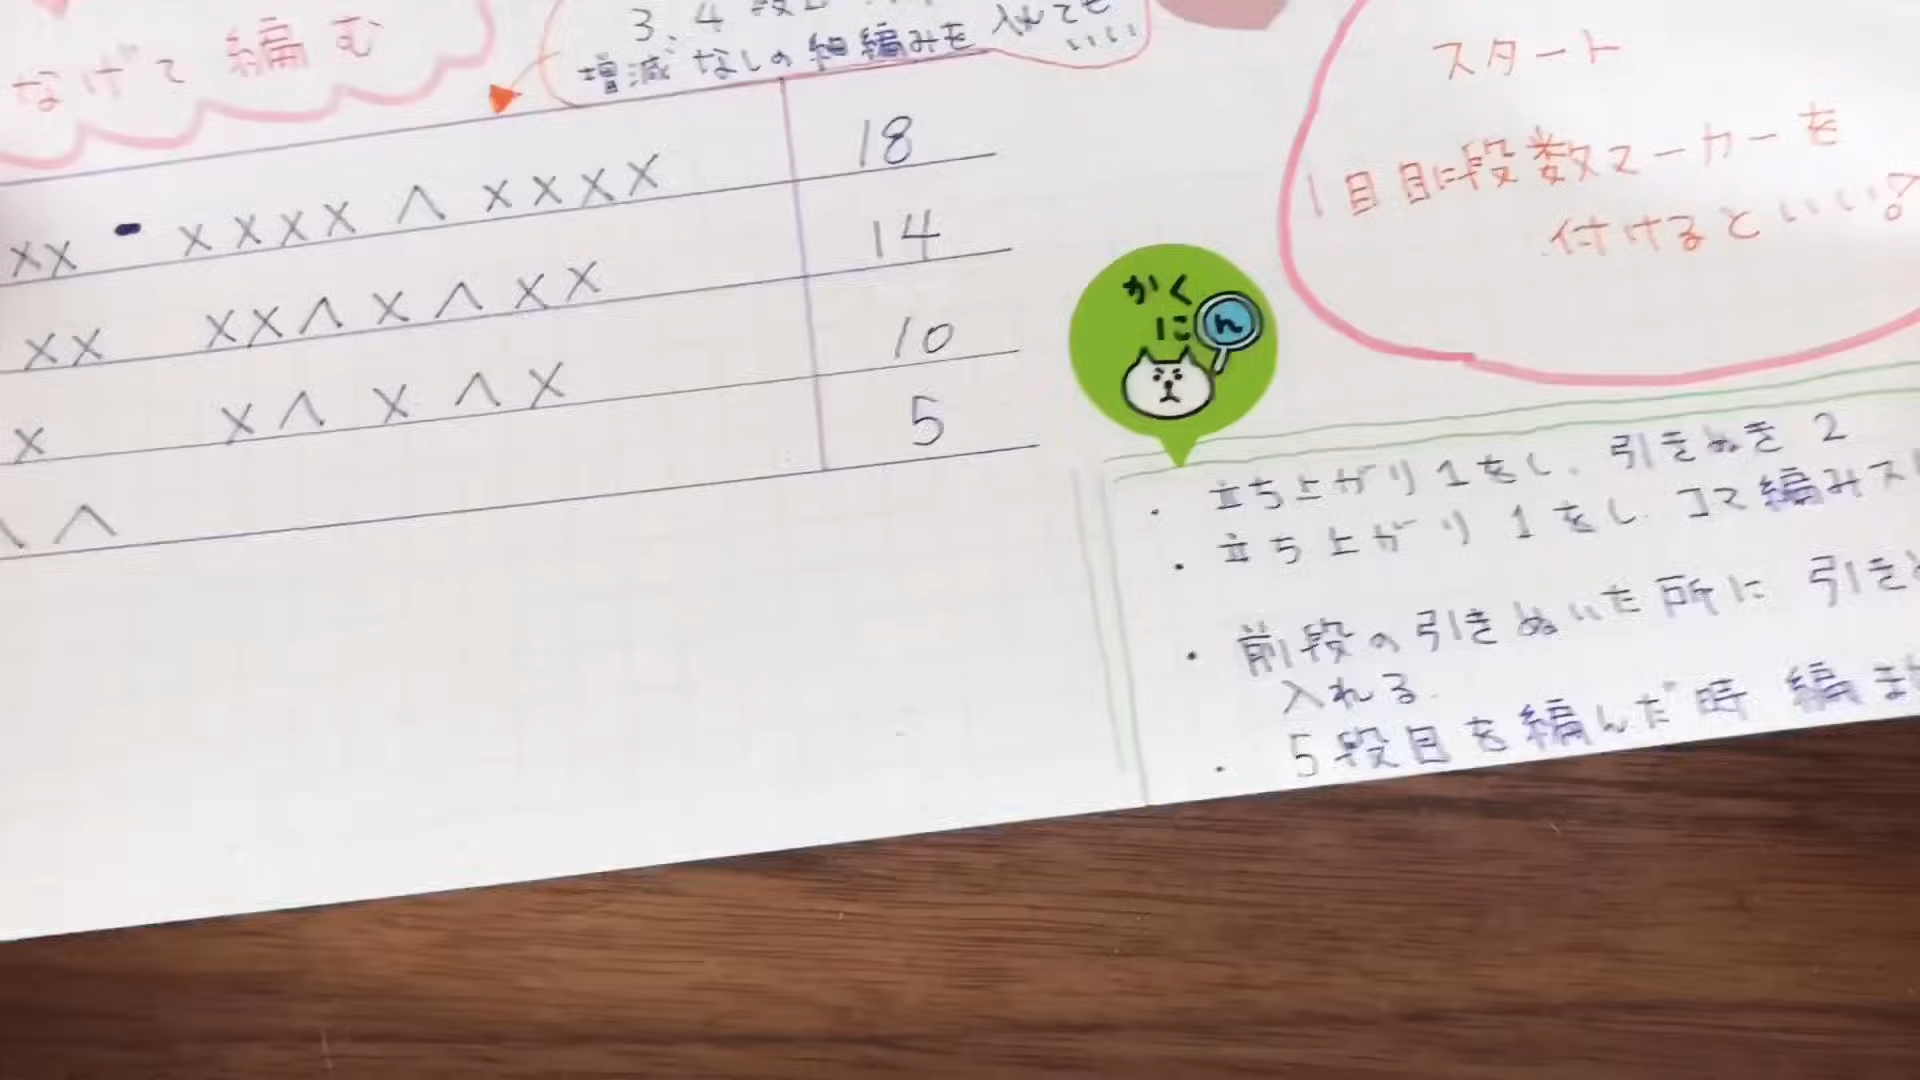 なげて編む
3、4段
増減なしの細編みを入れても
いい
xx - xxxx ∧ xxxx 18
xx xx∧x∧xx 14
x x∧x∧x 10
5
∧
スタート
1目目に段数マーカーを
付けるといい？
かく
にん
・立ち上がり1をし、引きぬき2
・立ち上がり1をし、コマ編みス
・前段の引きぬいた所に引き
入れる
・5段目を編んだ時編ま